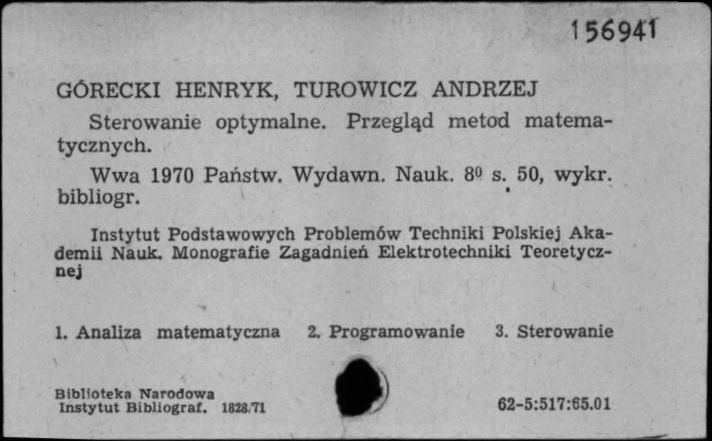 156941
GÓRECKI HENRYK, TUROWICZ ANDRZEJ
Sterowanie optymalne. Przegląd metod matema-
tycznych.
Wwa 1970 Państw. Wydawn. Nauk. 8⁰ s. 50, wykr.
bibliogr.
Instytut Podstawowych Problemów Techniki Polskiej Aka-
demii Nauk. Monografie Zagadnień Elektrotechniki Teoretycz-
nej
1. Analiza matematyczna 2. Programowanie 3. Sterowanie
Biblioteka Narodowa
Instytut Bibliograf. 1828/71
62-5:517:65.01